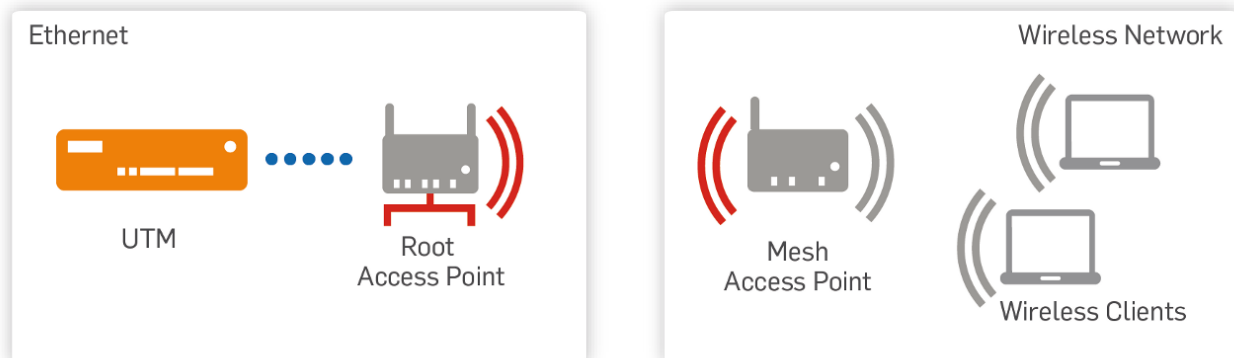 Ethernet
UTM
Root
Access Point
Wireless Network
Mesh
Access Point
Wireless Clients